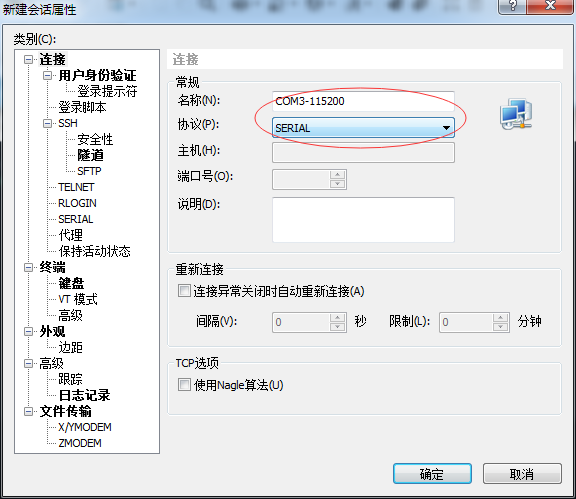 新建会话属性
类别(C):
连接
用户身份验证
登录提示符
登录脚本
SSH
安全性
隧道
SFTP
TELNET
RLOGIN
SERIAL
代理
保持活动状态
终端
键盘
VT 模式
高级
外观
边距
高级
跟踪
日志记录
文件传输
X/YMODEM
ZMODEM
连接
常规
名称(N): COM3-115200
协议(P): SERIAL
主机(H):
端口号(O):
说明(D):
重新连接
连接异常关闭时自动重新连接(A)
间隔(V): 0 秒 限制(L): 0 分钟
TCP选项
使用Nagle算法(U)
确定 取消